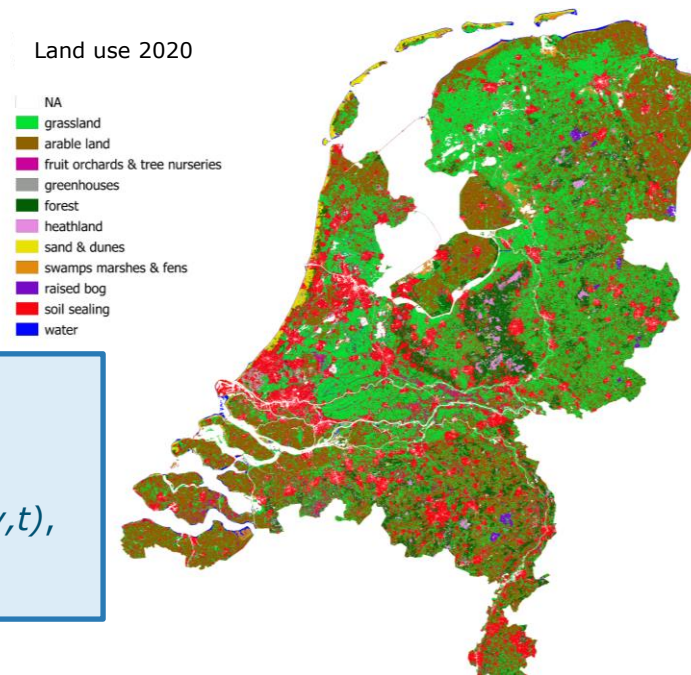 Land use 2020
NA
grassland
arable land
fruit orchards & tree nurseries
greenhouses
forest
heathland
sand & dunes
swamps marshes & fens
raised bog
soil sealing
water
,t),